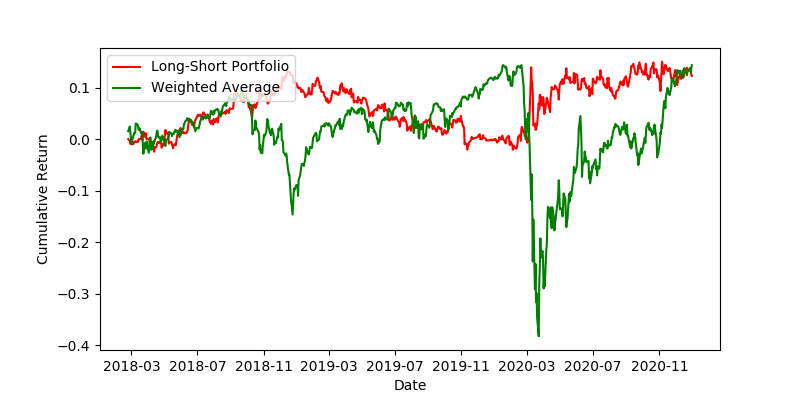 Long-Short Portfolio
Weighted Average
0.1
0.0
−0.1
−0.2
−0.3
−0.4
Cumulative Return
2018-03 2018-07 2018-11 2019-03 2019-07 2019-11 2020-03 2020-07 2020-11
Date